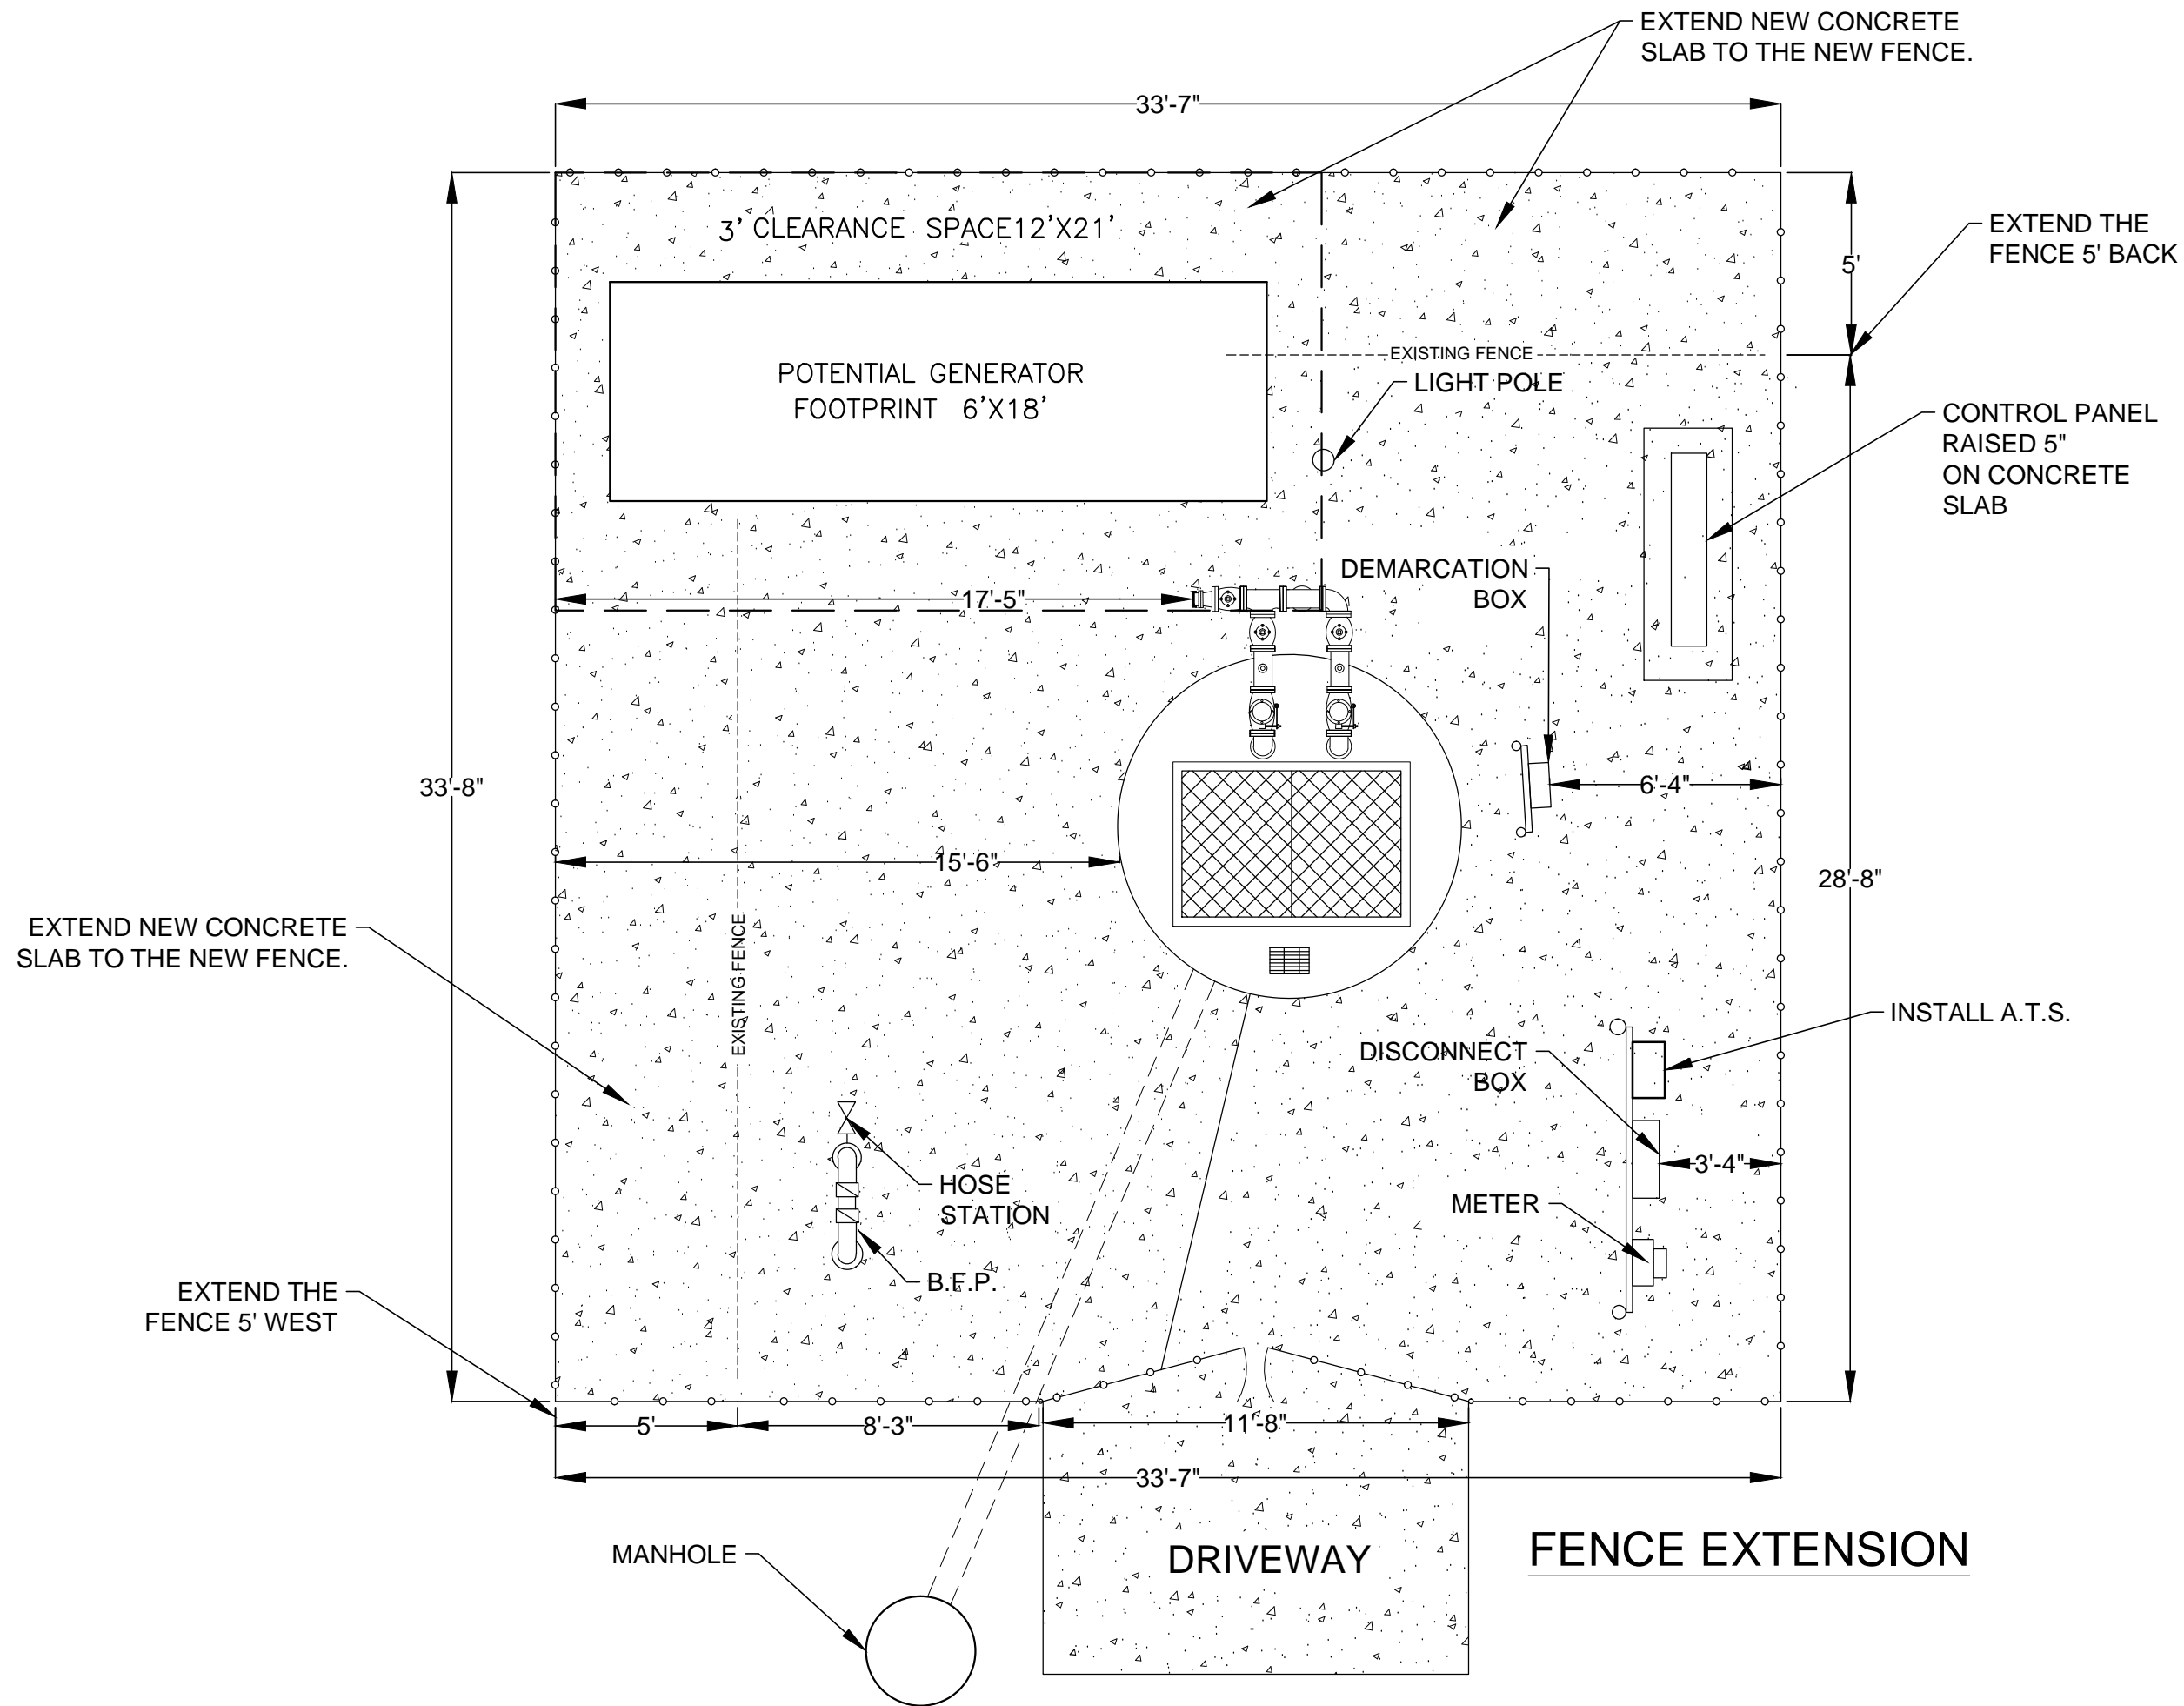 EXTEND NEW CONCRETE
SLAB TO THE NEW FENCE.
33'-7"
3' CLEARANCE SPACE12'X21'
EXTEND THE
FENCE 5' BACK
5'
EXISTING FENCE
LIGHT POLE
POTENTIAL GENERATOR
FOOTPRINT 6'X18'
CONTROL PANEL
RAISED 5"
ON CONCRETE
SLAB
DEMARCATION
BOX
17'-5"
33'-8"
6'-4"
15'-6"
28'-8"
EXTEND NEW CONCRETE
SLAB TO THE NEW FENCE.
EXISTING FENCE
INSTALL A.T.S.
DISCONNECT
BOX
3'-4"
HOSE
STATION
METER
B.F.P.
EXTEND THE
FENCE 5' WEST
5'
8'-3"
11'-8"
33'-7"
MANHOLE
DRIVEWAY
FENCE EXTENSION